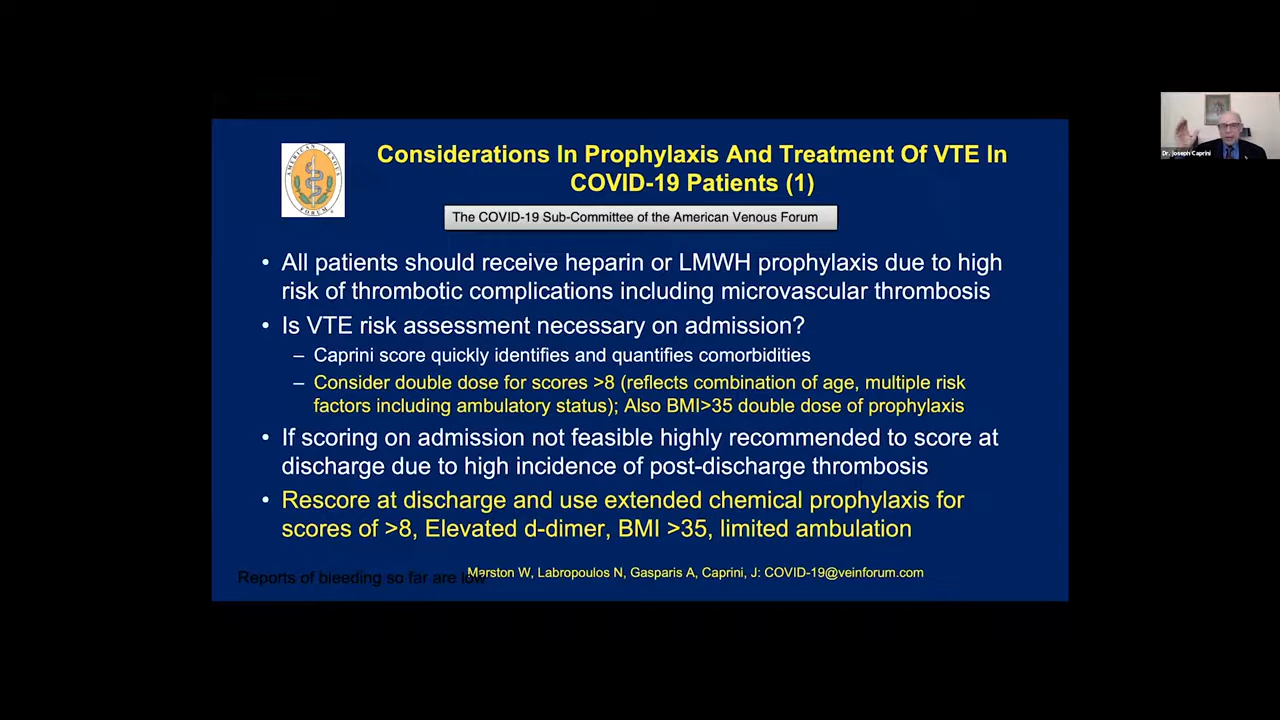 Considerations In Prophylaxis And Treatment Of VTE In
COVID-19 Patients (1)
AMERICAN VENOUS
FORUM
The COVID-19 Sub-Committee of the American Venous Forum
• All patients should receive heparin or LMWH prophylaxis due to high
risk of thrombotic complications including microvascular thrombosis
• Is VTE risk assessment necessary on admission?
– Caprini score quickly identifies and quantifies comorbidities
– Consider double dose for scores >8 (reflects combination of age, multiple risk
factors including ambulatory status); Also BMI>35 double dose of prophylaxis
• If scoring on admission not feasible highly recommended to score at
discharge due to high incidence of post-discharge thrombosis
• Rescore at discharge and use extended chemical prophylaxis for
scores of >8, Elevated d-dimer, BMI >35, limited ambulation
Reports of bleeding so far are low
Marston W, Labropoulos N, Gasparis A, Caprini, J: COVID-19@veinforum.com
Dr. Joseph Caprini